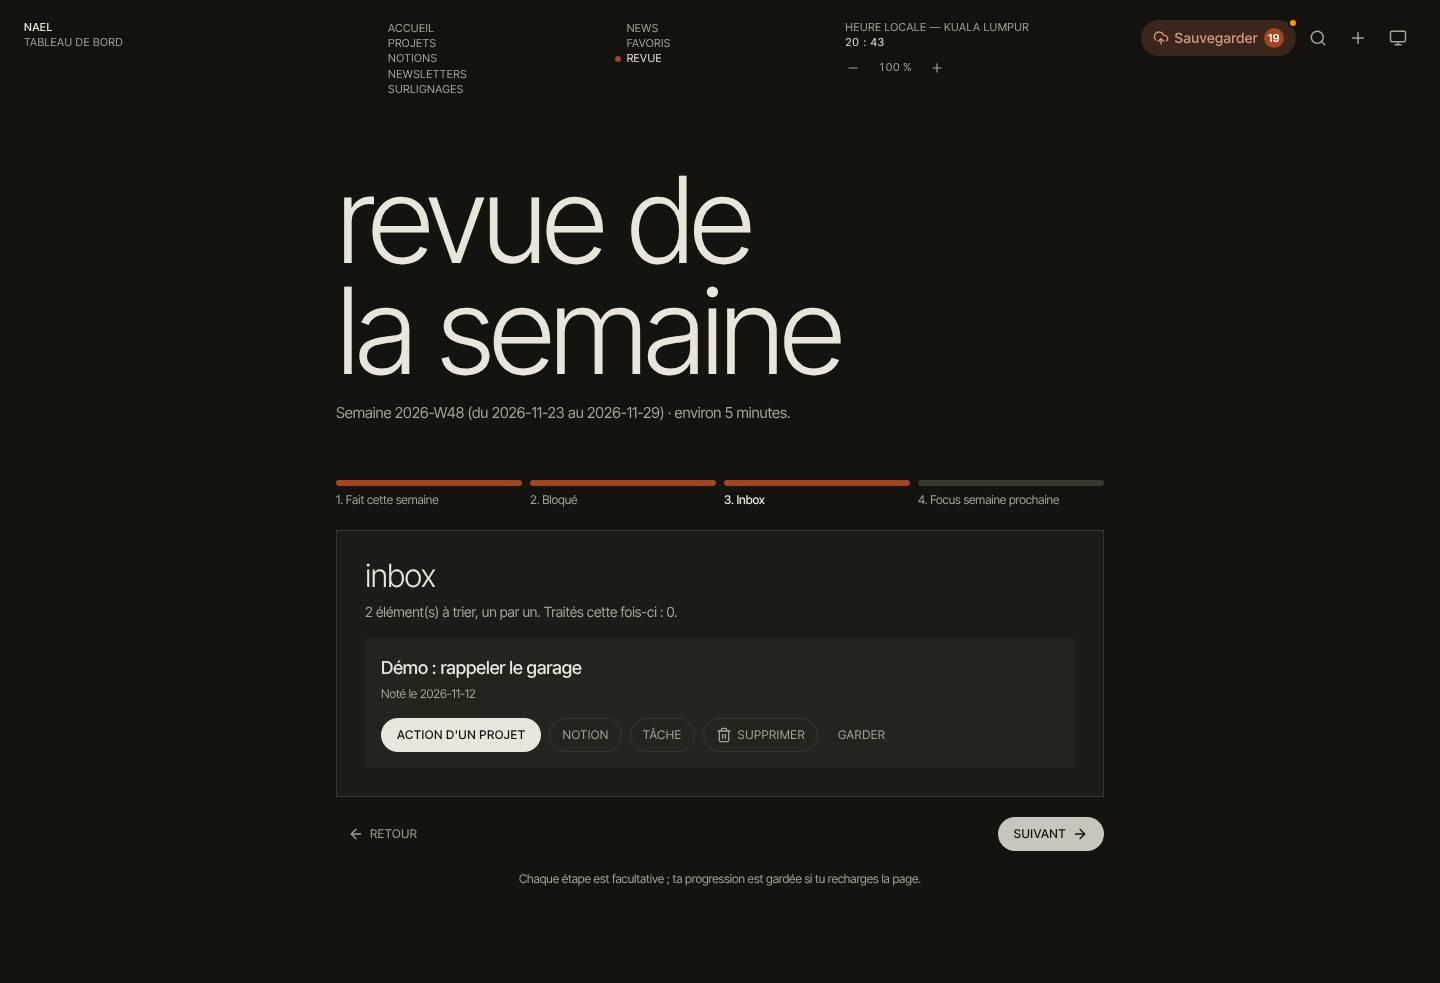 NAEL
TABLEAU DE BORD
ACCUEIL
PROJETS
NOTIONS
NEWSLETTERS
SURLIGNAGES
NEWS
FAVORIS
REVUE
HEURE LOCALE — KUALA LUMPUR
20 : 43
100 %
Sauvegarder 19
revue de
la semaine
Semaine 2026-W48 (du 2026-11-23 au 2026-11-29) · environ 5 minutes.
1. Fait cette semaine
2. Bloqué
3. Inbox
4. Focus semaine prochaine
inbox
2 élément(s) à trier, un par un. Traités cette fois-ci : 0.
Démo : rappeler le garage
Noté le 2026-11-12
ACTION D'UN PROJET
NOTION
TÂCHE
SUPPRIMER
GARDER
RETOUR
SUIVANT
Chaque étape est facultative ; ta progression est gardée si tu recharges la page.